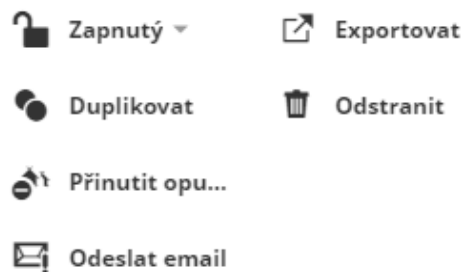 Zapnutý
Exportovat
Duplikovat
Odstranit
Přinutit opu...
Odeslat email